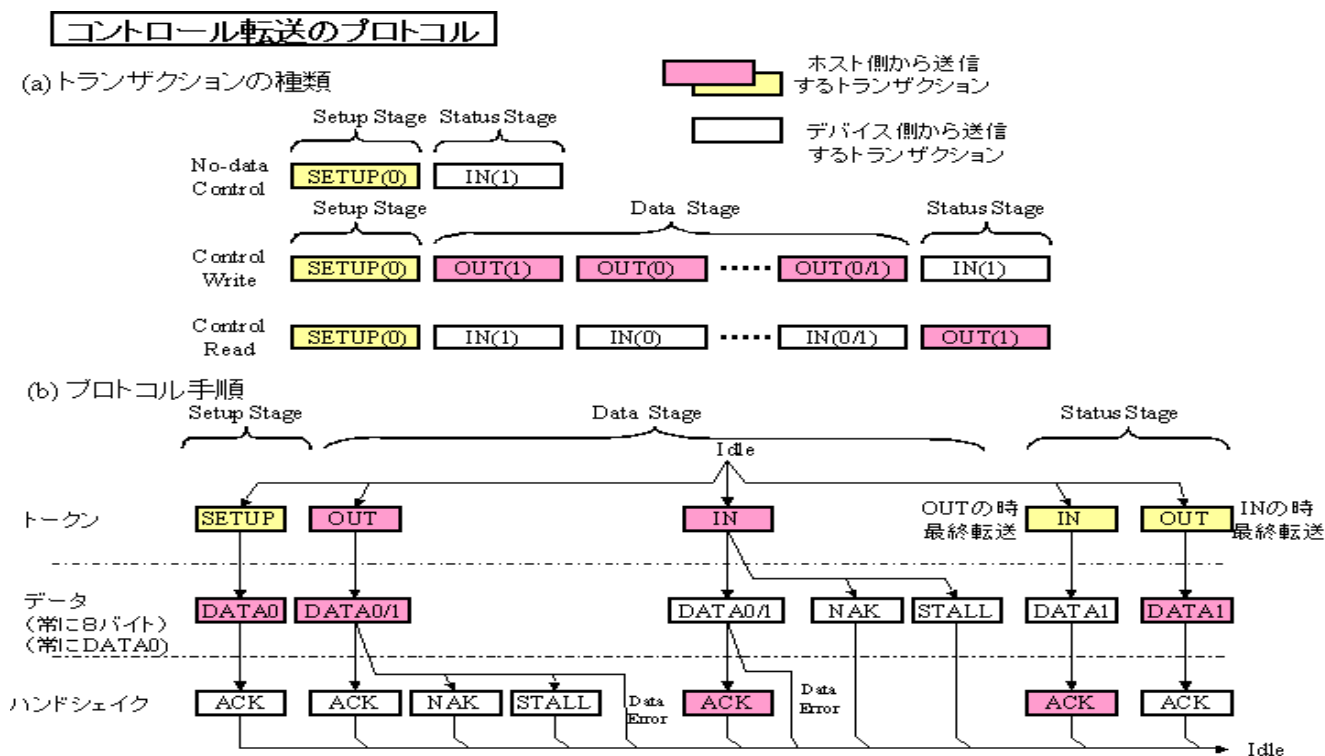 コントロール転送のプロトコル
(a)トランザクションの種類
ホスト側から送信
するトランザクション
デバイス側から送信
するトランザクション
Setup Stage Status Stage
No-data
Control
SETUP(0) IN(1)
Setup Stage Data Stage Status Stage
Control
Write
SETUP(0) OUT(1) OUT(0) ····· OUT(0/1) IN(1)
Control
Read
SETUP(0) IN(1) IN(0) ····· IN(0/1) OUT(1)
(b)プロトコル手順
Setup Stage Data Stage Status Stage
Idle
トークン SETUP OUT IN OUTの時 最終転送 IN OUT INの時 最終転送
データ
(常に8バイト)
(常にDATA0)
DATA0 DATA0/1 DATA0/1 NAK STALL DATA1 DATA1
ハンドシェイク ACK ACK NAK STALL Data Error ACK Data Error ACK ACK
Idle